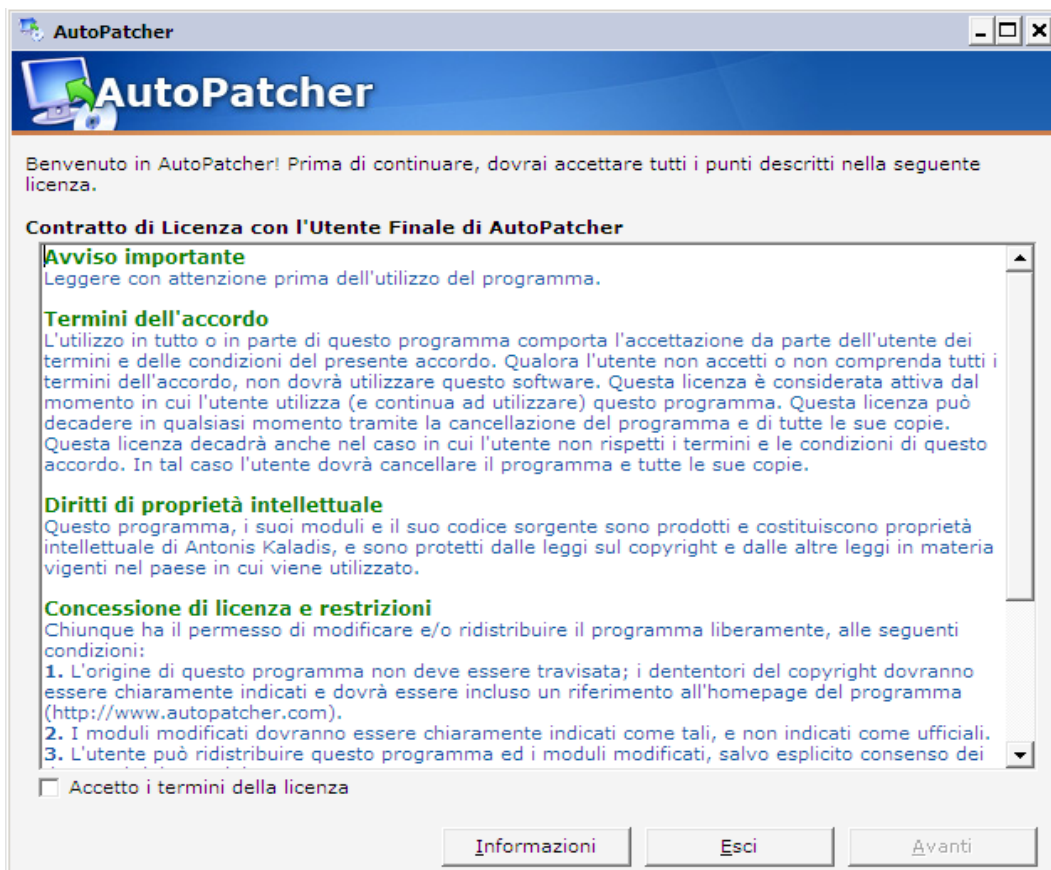 AutoPatcher
AutoPatcher
Benvenuto in AutoPatcher! Prima di continuare, dovrai accettare tutti i punti descritti nella seguente
licenza.
Contratto di Licenza con l'Utente Finale di AutoPatcher
Avviso importante
Leggere con attenzione prima dell'utilizzo del programma.
Termini dell'accordo
L'utilizzo in tutto o in parte di questo programma comporta l'accettazione da parte dell'utente dei
termini e delle condizioni del presente accordo. Qualora l'utente non accetti o non comprenda tutti i
termini dell'accordo, non dovrà utilizzare questo software. Questa licenza è considerata attiva dal
momento in cui l'utente utilizza (e continua ad utilizzare) questo programma. Questa licenza può
decadere in qualsiasi momento tramite la cancellazione del programma e di tutte le sue copie.
Questa licenza decadrà anche nel caso in cui l'utente non rispetti i termini e le condizioni di questo
accordo. In tal caso l'utente dovrà cancellare il programma e tutte le sue copie.
Diritti di proprietà intellettuale
Questo programma, i suoi moduli e il suo codice sorgente sono prodotti e costituiscono proprietà
intellettuale di Antonis Kaladis, e sono protetti dalle leggi sul copyright e dalle altre leggi in materia
vigenti nel paese in cui viene utilizzato.
Concessione di licenza e restrizioni
Chiunque ha il permesso di modificare e/o ridistribuire il programma liberamente, alle seguenti
condizioni:
1. L'origine di questo programma non deve essere travisata; i dententori del copyright dovranno
essere chiaramente indicati e dovrà essere incluso un riferimento all'homepage del programma
(http://www.autopatcher.com).
2. I moduli modificati dovranno essere chiaramente indicati come tali, e non indicati come ufficiali.
3. L'utente può ridistribuire questo programma ed i moduli modificati, salvo esplicito consenso dei
Accetto i termini della licenza
Informazioni
Esci
Avanti